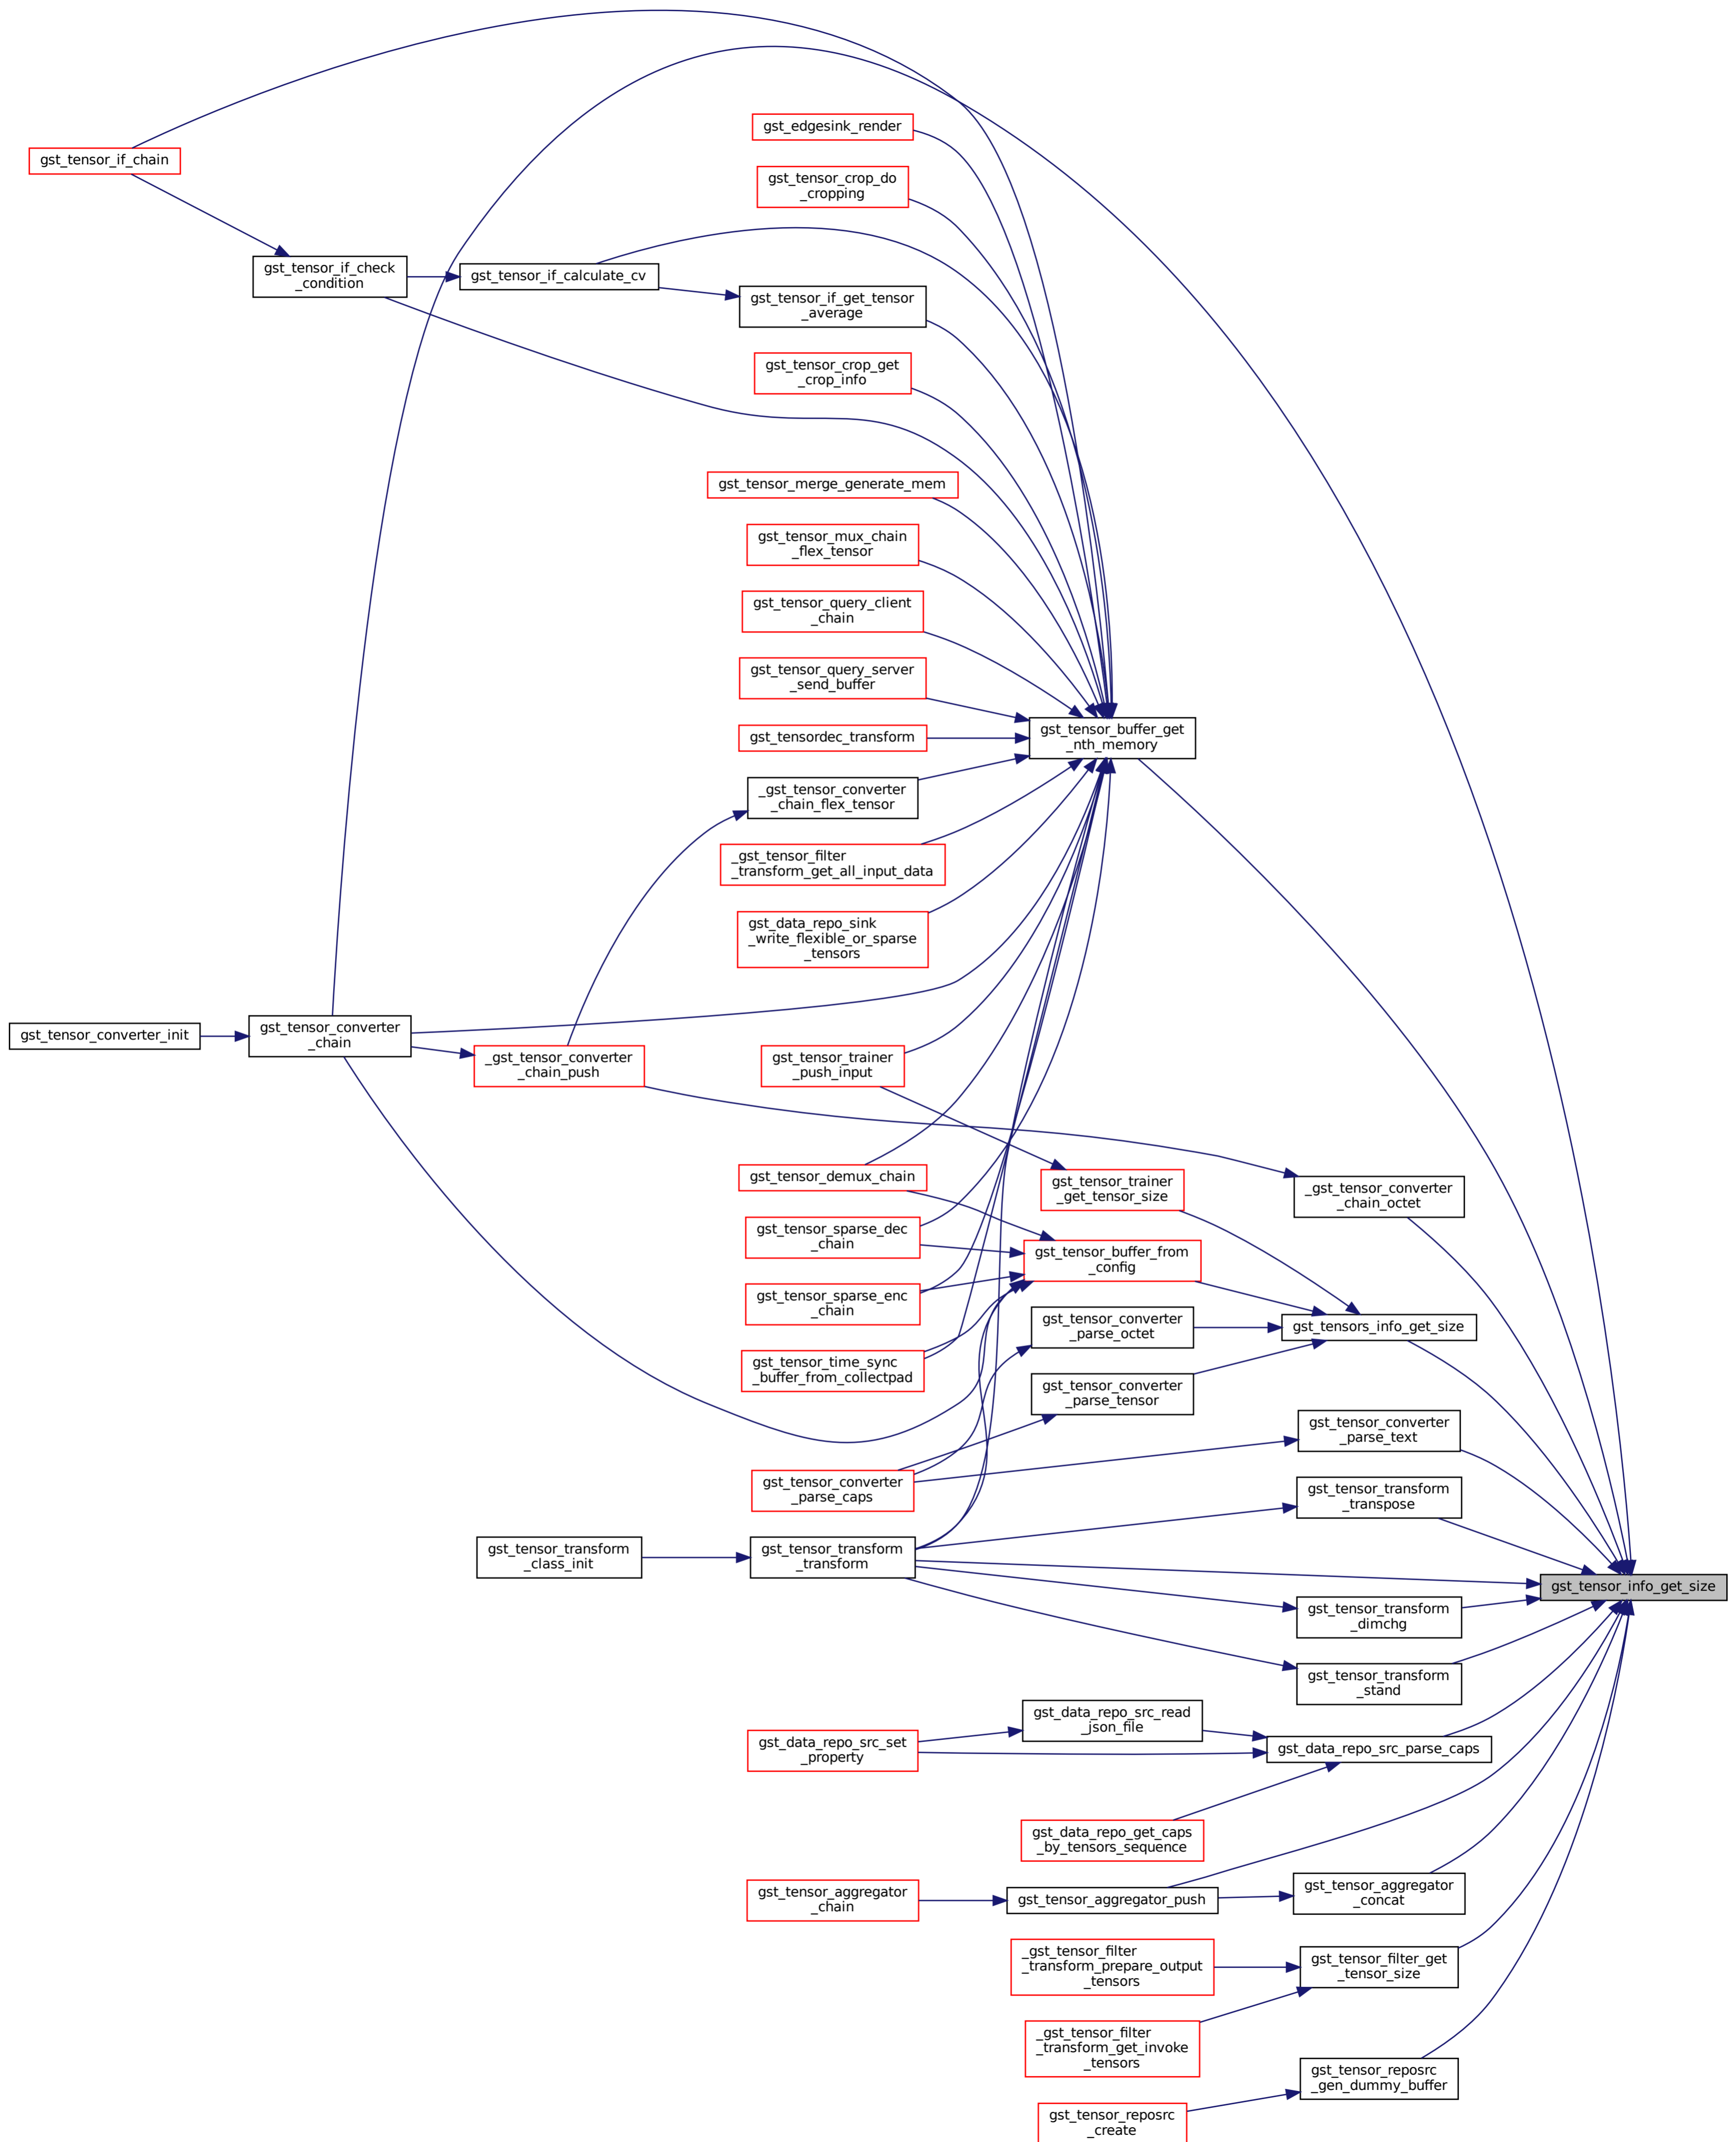 gst_edgesink_render
gst_tensor_if_chain
gst_tensor_crop_do
_cropping
gst_tensor_if_check
_condition
gst_tensor_if_calculate_cv
gst_tensor_if_get_tensor
_average
gst_tensor_crop_get
_crop_info
gst_tensor_merge_generate_mem
gst_tensor_mux_chain
_flex_tensor
gst_tensor_query_client
_chain
gst_tensor_query_server
_send_buffer
gst_tensordec_transform
gst_tensor_buffer_get
_nth_memory
_gst_tensor_converter
_chain_flex_tensor
_gst_tensor_filter
_transform_get_all_input_data
gst_data_repo_sink
_write_flexible_or_sparse
_tensors
gst_tensor_converter_init
gst_tensor_converter
_chain
_gst_tensor_converter
_chain_push
gst_tensor_trainer
_push_input
gst_tensor_demux_chain
gst_tensor_trainer
_get_tensor_size
_gst_tensor_converter
_chain_octet
gst_tensor_sparse_dec
_chain
gst_tensor_buffer_from
_config
gst_tensor_sparse_enc
_chain
gst_tensor_converter
_parse_octet
gst_tensors_info_get_size
gst_tensor_time_sync
_buffer_from_collectpad
gst_tensor_converter
_parse_tensor
gst_tensor_converter
_parse_text
gst_tensor_converter
_parse_caps
gst_tensor_transform
_transpose
gst_tensor_transform
_class_init
gst_tensor_transform
_transform
gst_tensor_info_get_size
gst_tensor_transform
_dimchg
gst_tensor_transform
_stand
gst_data_repo_src_read
_json_file
gst_data_repo_src_set
_property
gst_data_repo_src_parse_caps
gst_data_repo_get_caps
_by_tensors_sequence
gst_tensor_aggregator
_chain
gst_tensor_aggregator_push
gst_tensor_aggregator
_concat
_gst_tensor_filter
_transform_prepare_output
_tensors
gst_tensor_filter_get
_tensor_size
_gst_tensor_filter
_transform_get_invoke
_tensors
gst_tensor_reposrc
_gen_dummy_buffer
gst_tensor_reposrc
_create